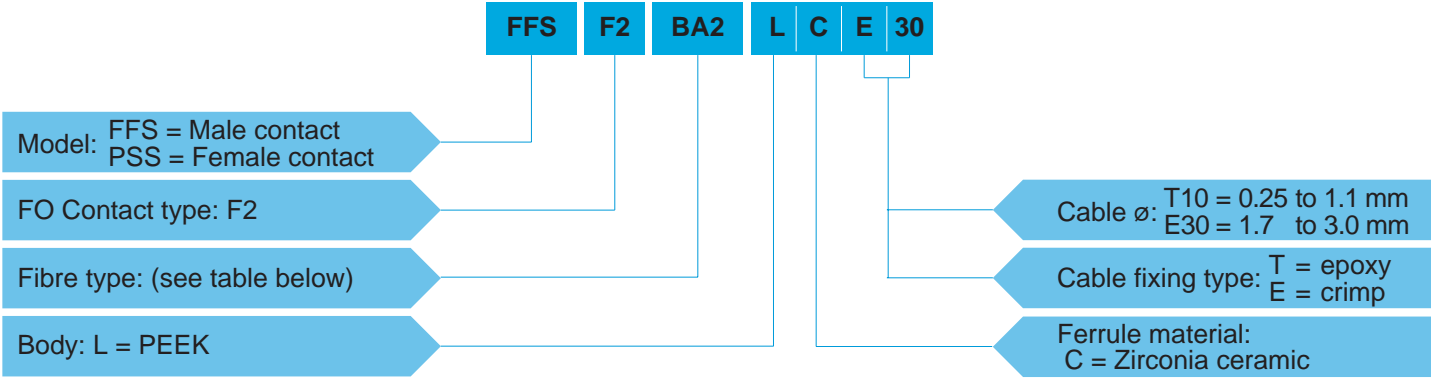 FFS F2 BA2 L C E 30
Model: FFS = Male contact
PSS = Female contact
FO Contact type: F2
Fibre type: (see table below)
Body: L = PEEK
Cable ø: T10 = 0.25 to 1.1 mm
E30 = 1.7 to 3.0 mm
Cable fixing type: T = epoxy
E = crimp
Ferrule material:
C = Zirconia ceramic